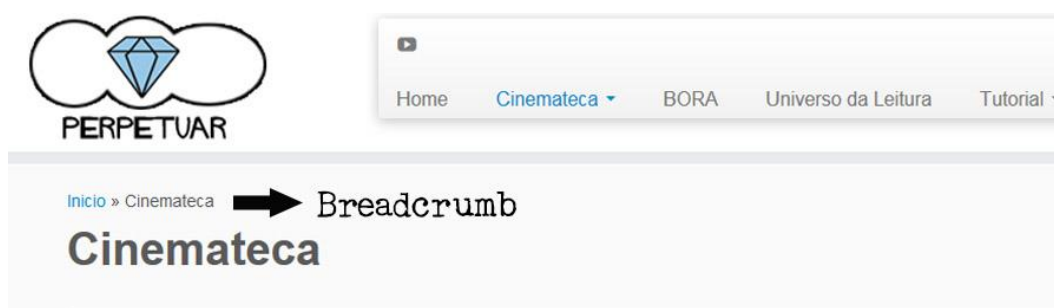 PERPETUAR
Home Cinemateca BORA Universo da Leitura Tutorial
Inicio » Cinemateca Breadcrumb
Cinemateca